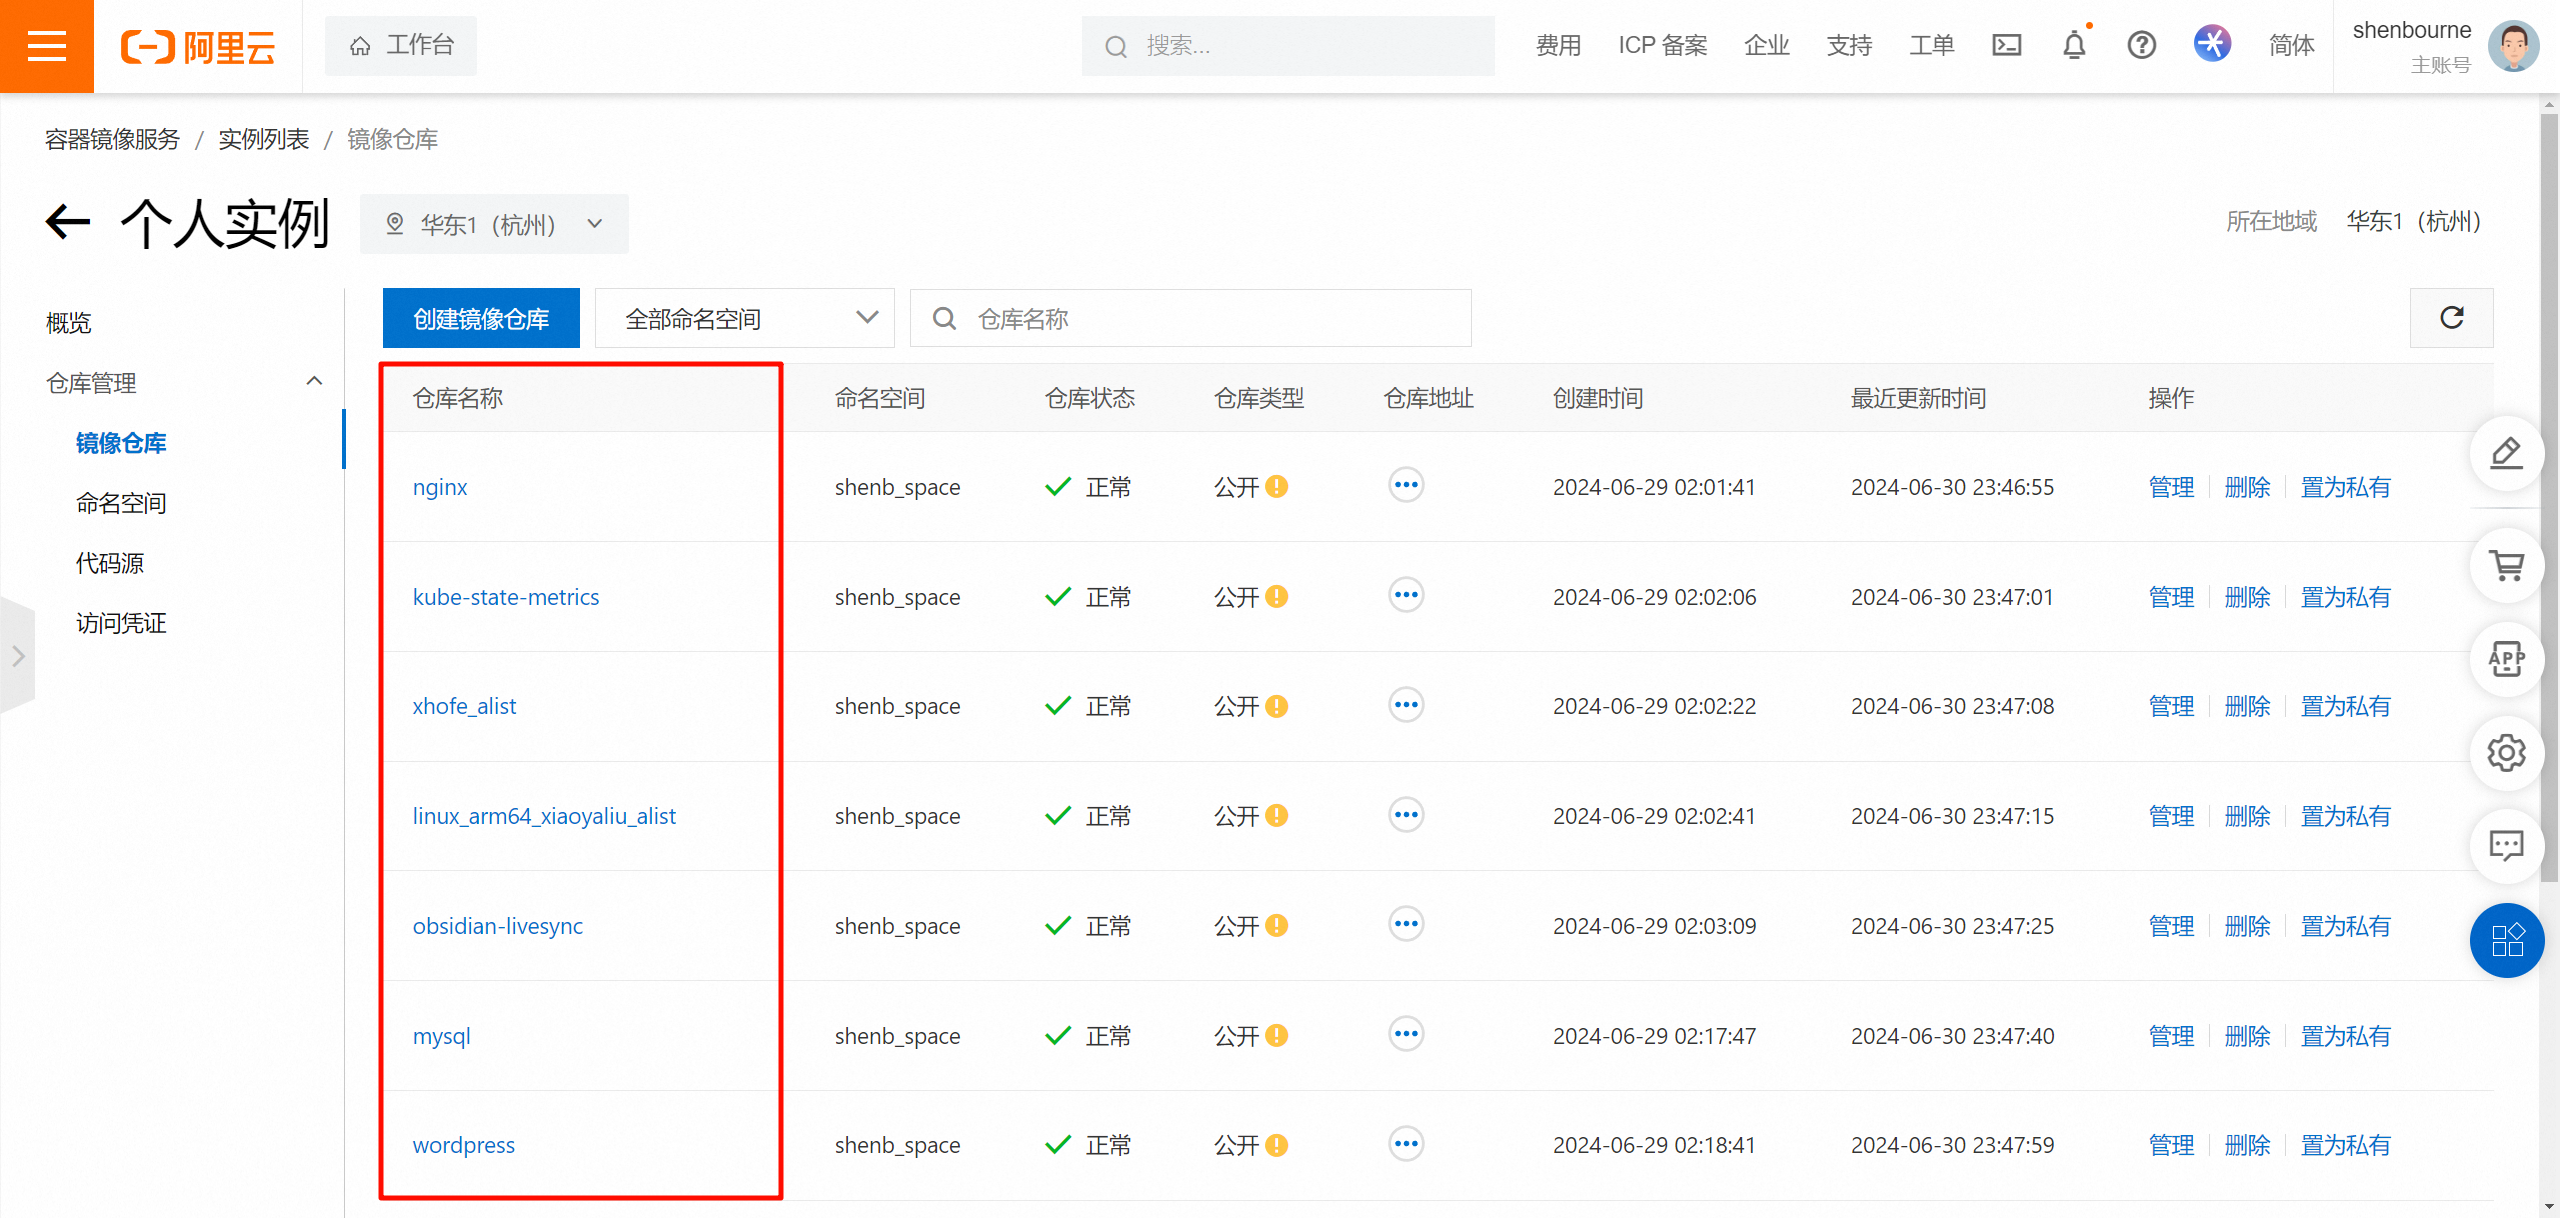 阿里云
工作台
搜索...
费用
ICP 备案
企业
支持
工单
简体
shenbourne
主账号
容器镜像服务 / 实例列表 / 镜像仓库
个人实例
华东1（杭州）
所在地域 华东1（杭州）
概览
仓库管理
镜像仓库
命名空间
代码源
访问凭证
创建镜像仓库
全部命名空间
仓库名称
仓库名称 命名空间 仓库状态 仓库类型 仓库地址 创建时间 最近更新时间 操作
nginx shenb_space 正常 公开 2024-06-29 02:01:41 2024-06-30 23:46:55 管理 删除 置为私有
kube-state-metrics shenb_space 正常 公开 2024-06-29 02:02:06 2024-06-30 23:47:01 管理 删除 置为私有
xhofe_alist shenb_space 正常 公开 2024-06-29 02:02:22 2024-06-30 23:47:08 管理 删除 置为私有
linux_arm64_xiaoyaliu_alist shenb_space 正常 公开 2024-06-29 02:02:41 2024-06-30 23:47:15 管理 删除 置为私有
obsidian-livesync shenb_space 正常 公开 2024-06-29 02:03:09 2024-06-30 23:47:25 管理 删除 置为私有
mysql shenb_space 正常 公开 2024-06-29 02:17:47 2024-06-30 23:47:40 管理 删除 置为私有
wordpress shenb_space 正常 公开 2024-06-29 02:18:41 2024-06-30 23:47:59 管理 删除 置为私有
APP